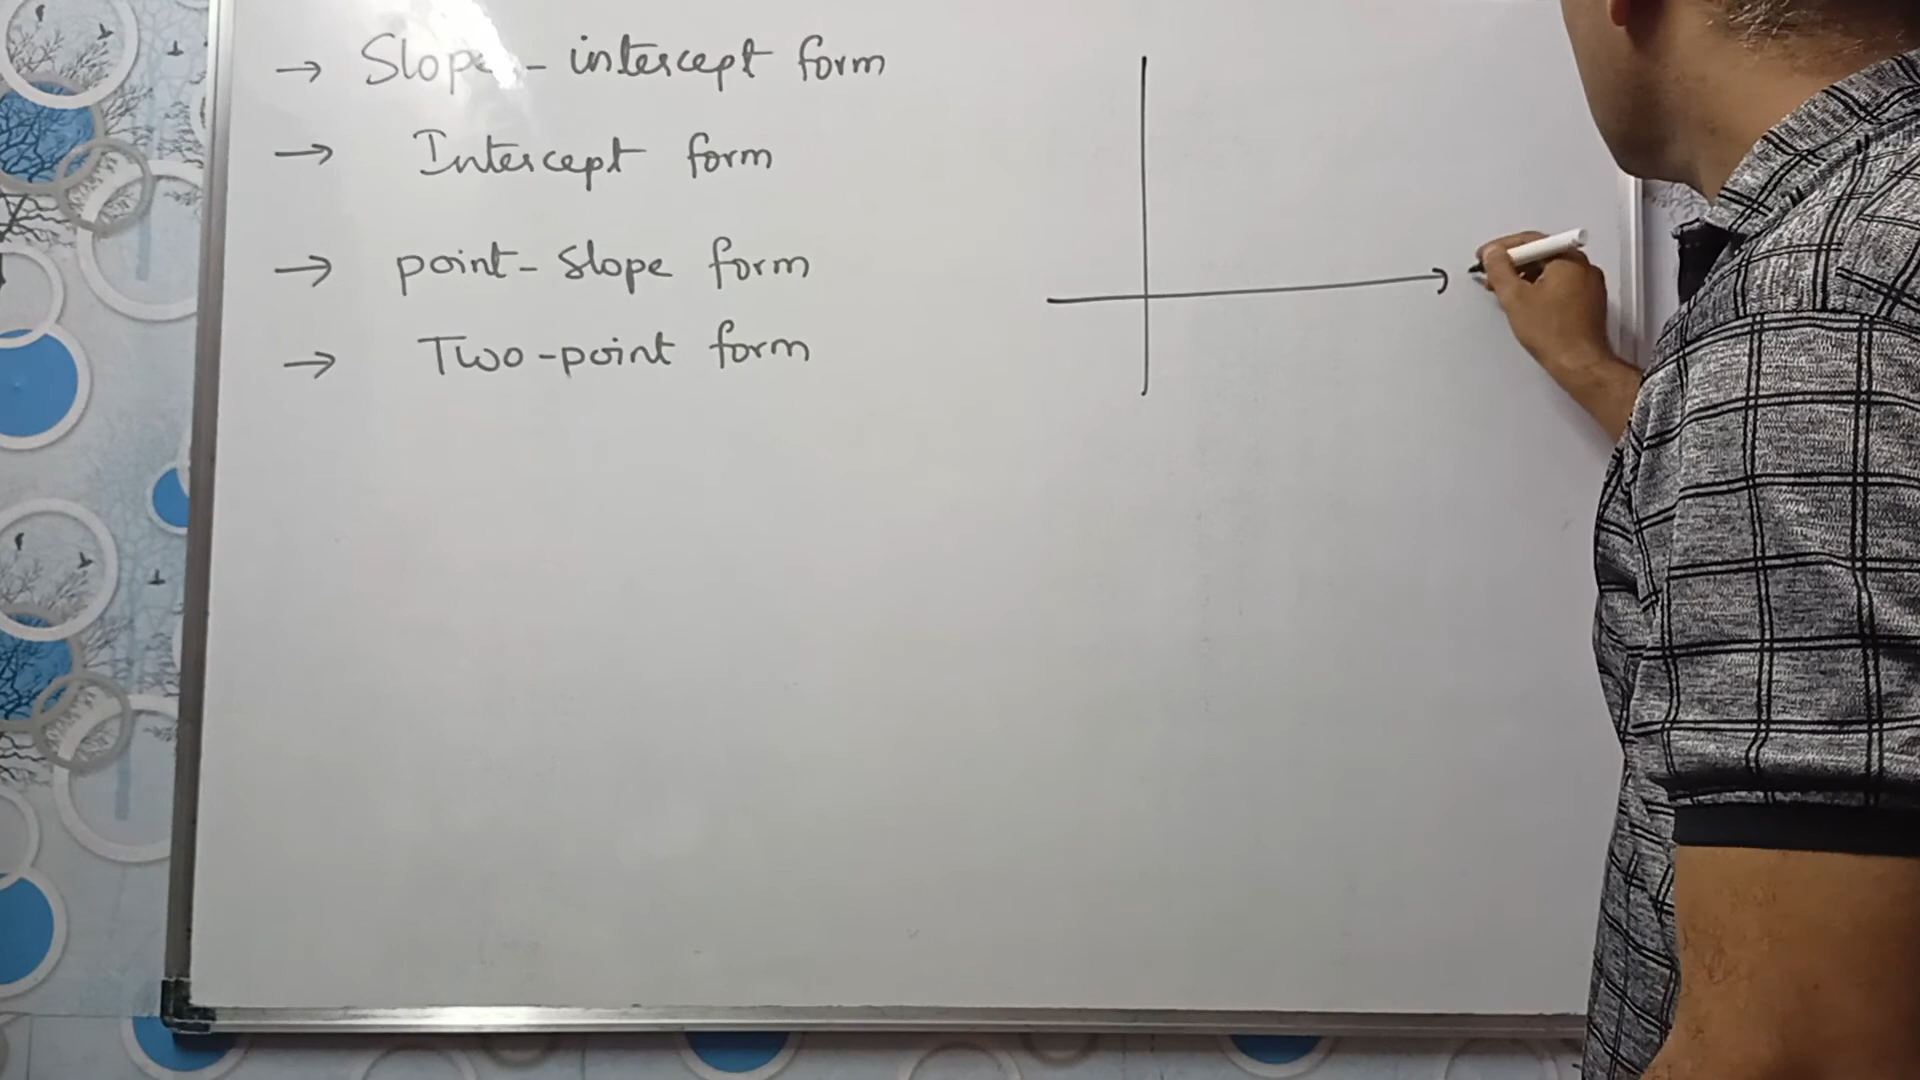 → Slope - intercept form
→ Intercept form
→ point - slope form
→ Two-point form